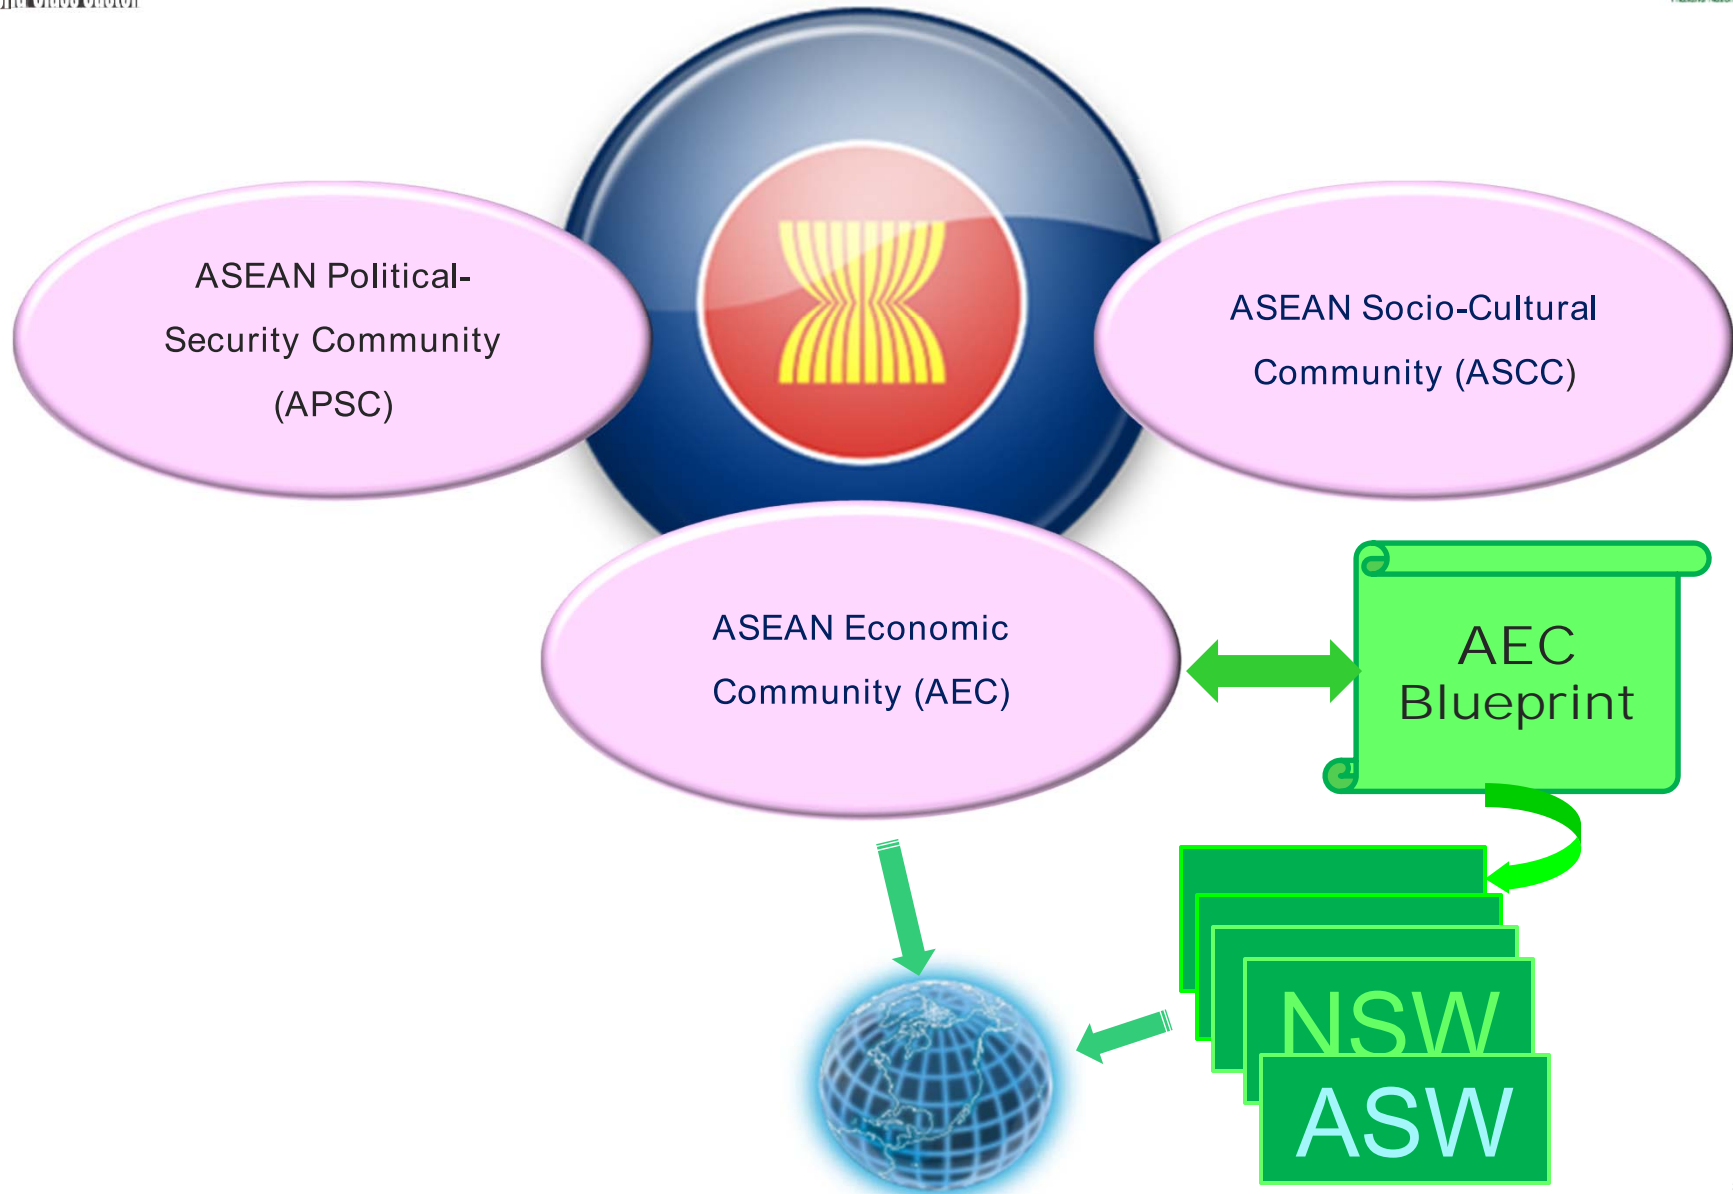 ASEAN Political-
Security Community
(APSC)
ASEAN Socio-Cultural
Community (ASCC)
ASEAN Economic
Community (AEC)
AEC
Blueprint
NSW
ASW